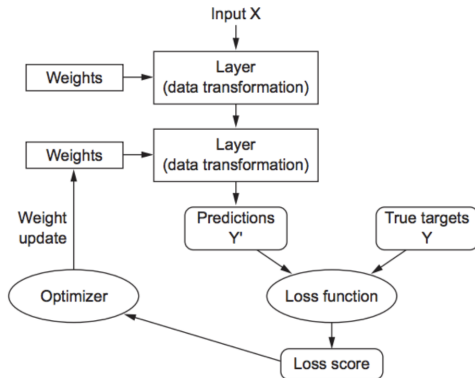 Input X
Weights
Layer
(data transformation)
Weights
Layer
(data transformation)
Weight
update
Predictions
Y'
True targets
Y
Optimizer
Loss function
Loss score